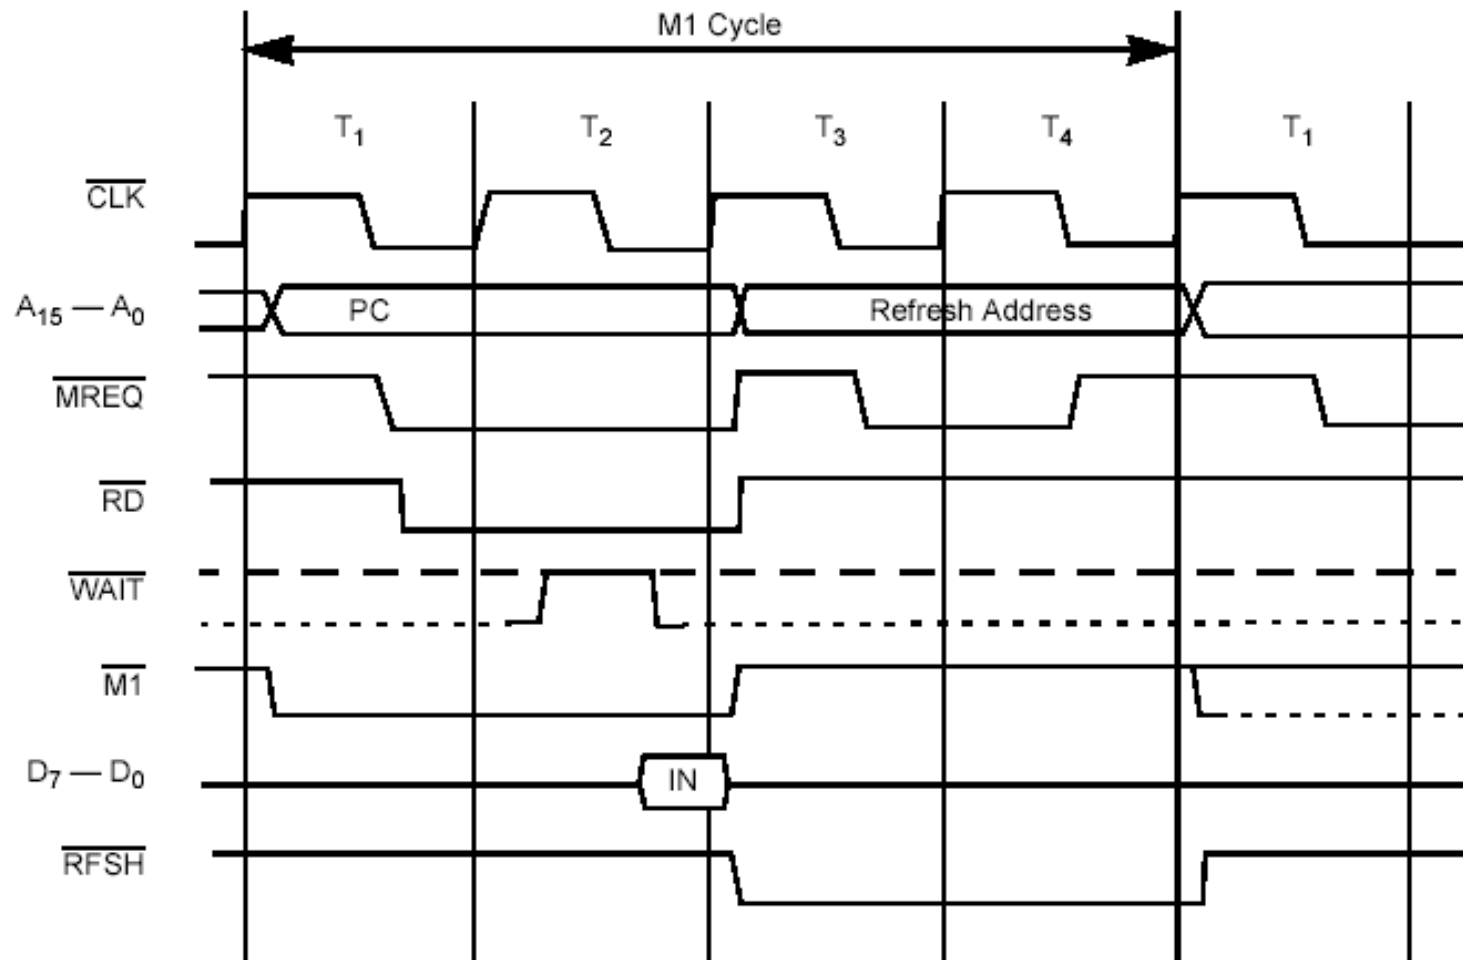 M1 Cycle
T1 T2 T3 T4 T1
CLK
A15 — A0 PC Refresh Address
MREQ
RD
WAIT
M1
D7 — D0 IN
RFSH